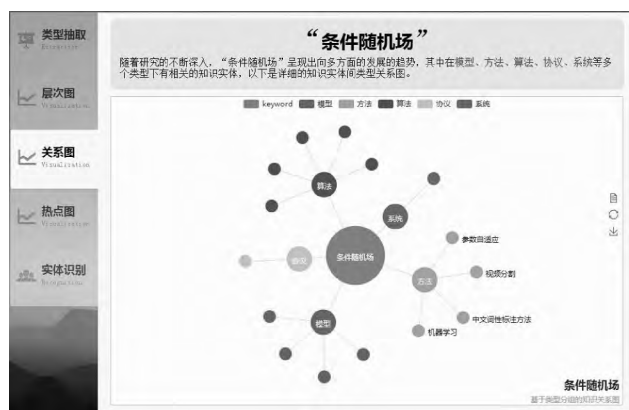 类型抽取
层次图
Visualization
关系图
Visualization
热点图
Visualization
实体识别
Recognition
“条件随机场”
随着研究的不断深入，“条件随机场”呈现出向多方面的发展的趋势，其中在模型、方法、算法、协议、系统等多
个类型下有相关的知识实体，以下是详细的知识实体间类型关系图。
keyword 模型 方法 算法 协议 系统
算法
系统
参数自适应
协议
条件随机场
视频分割
方法
模型
中文词性标注方法
机器学习
条件随机场
基于类型分组的知识关系图